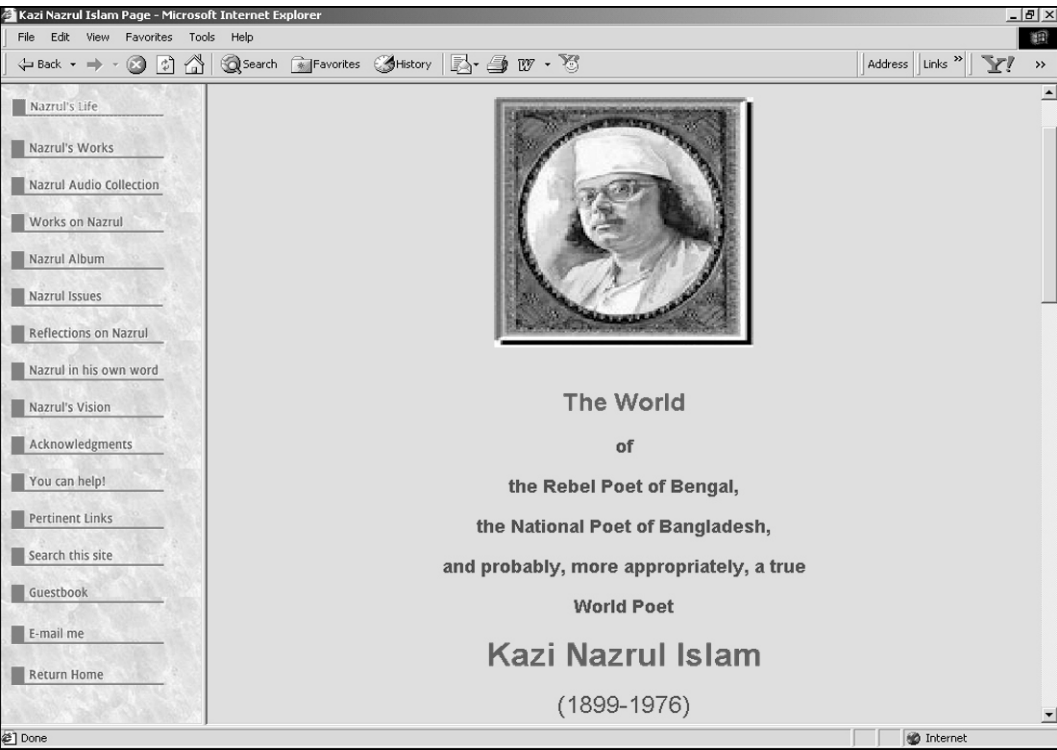 Kazi Nazrul Islam Page - Microsoft Internet Explorer
File Edit View Favorites Tools Help
Back Search Favorites History Address Links »
Nazrul's Life
Nazrul's Works
Nazrul Audio Collection
Works on Nazrul
Nazrul Album
Nazrul Issues
Reflections on Nazrul
Nazrul in his own word
Nazrul's Vision
Acknowledgments
You can help!
Pertinent Links
Search this site
Guestbook
E-mail me
Return Home
The World
of
the Rebel Poet of Bengal,
the National Poet of Bangladesh,
and probably, more appropriately, a true
World Poet
Kazi Nazrul Islam
(1899-1976)
Done Internet